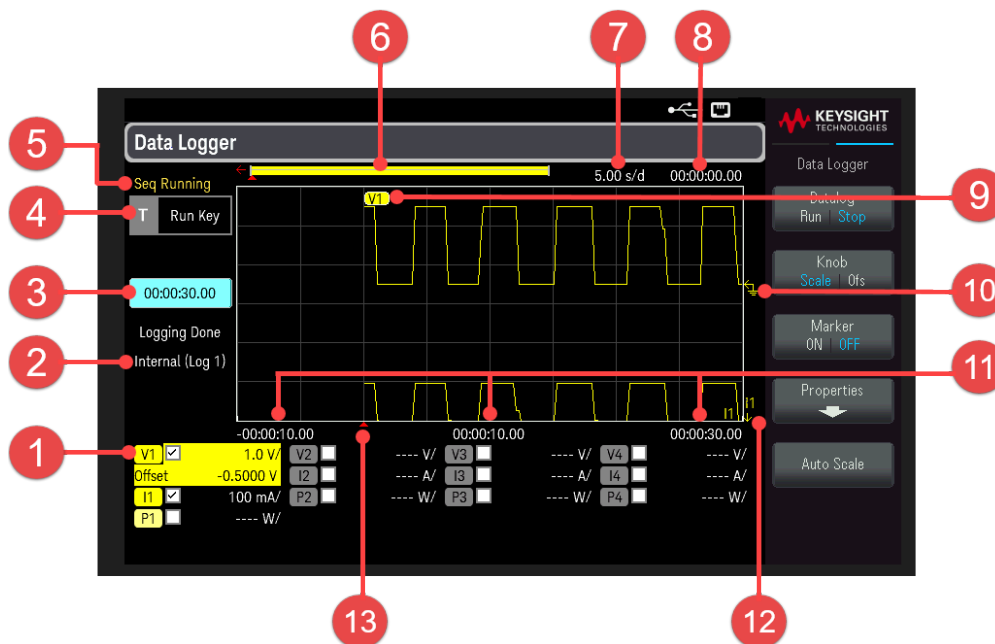 6
7
8
KEYSIGHT
TECHNOLOGIES
Data Logger
5
Seq Running
5.00 s/d
00:00:00.00
Data Logger
4
T
Run Key
V1
9
Datalog
Run | Stop
3
00:00:30.00
Knob
Scale | Ofs
10
Logging Done
Marker
ON | OFF
2
Internal (Log 1)
11
Properties
I1
I1
-00:00:10.00
00:00:10.00
00:00:30.00
1
V1 1.0 V/ V2 ---- V/ V3 ---- V/ V4 ---- V/
Offset -0.5000 V I2 ---- A/ I3 ---- A/ I4 ---- A/
I1 100 mA/ P2 ---- W/ P3 ---- W/ P4 ---- W/
P1 ---- W/
Auto Scale
13
12